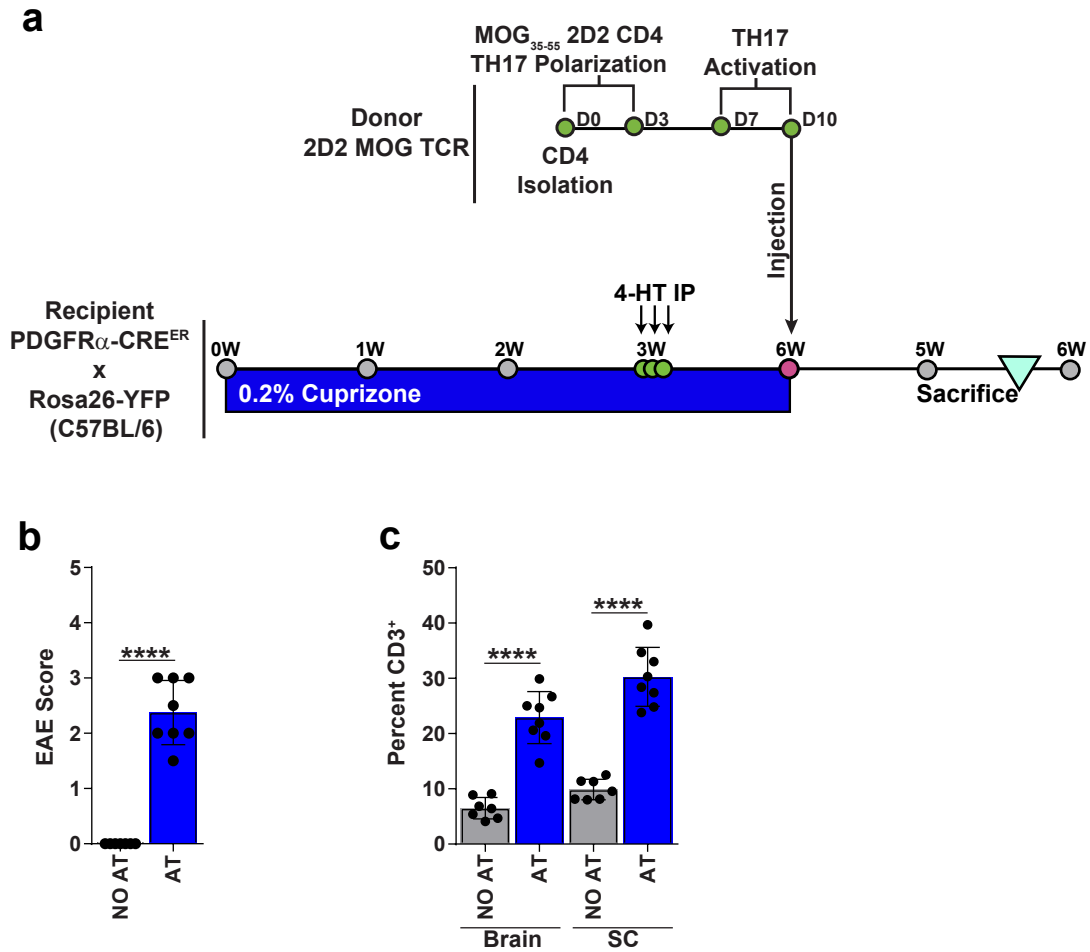 a
MOG35-55 2D2 CD4
TH17 Polarization
TH17
Activation
Donor
2D2 MOG TCR
D0
D3
D7
D10
CD4
Isolation
Injection
4-HT IP
Recipient
PDGFRα-CREER
x
Rosa26-YFP
(C57BL/6)
0W
1W
2W
3W
6W
5W
6W
0.2% Cuprizone
Sacrifice
b
5
4
3
2
1
0
EAE Score
****
NO AT
AT
c
50
40
30
20
10
0
Percent CD3+
****
****
NO AT
AT
NO AT
AT
Brain
SC